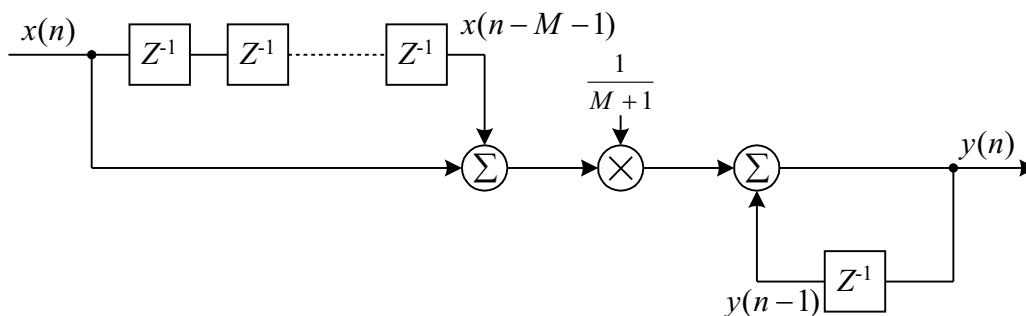 x(n)
Z-1
Z-1
Z-1
x(n − M − 1)
1
M + 1
Σ
×
Σ
y(n)
y(n − 1)
Z-1